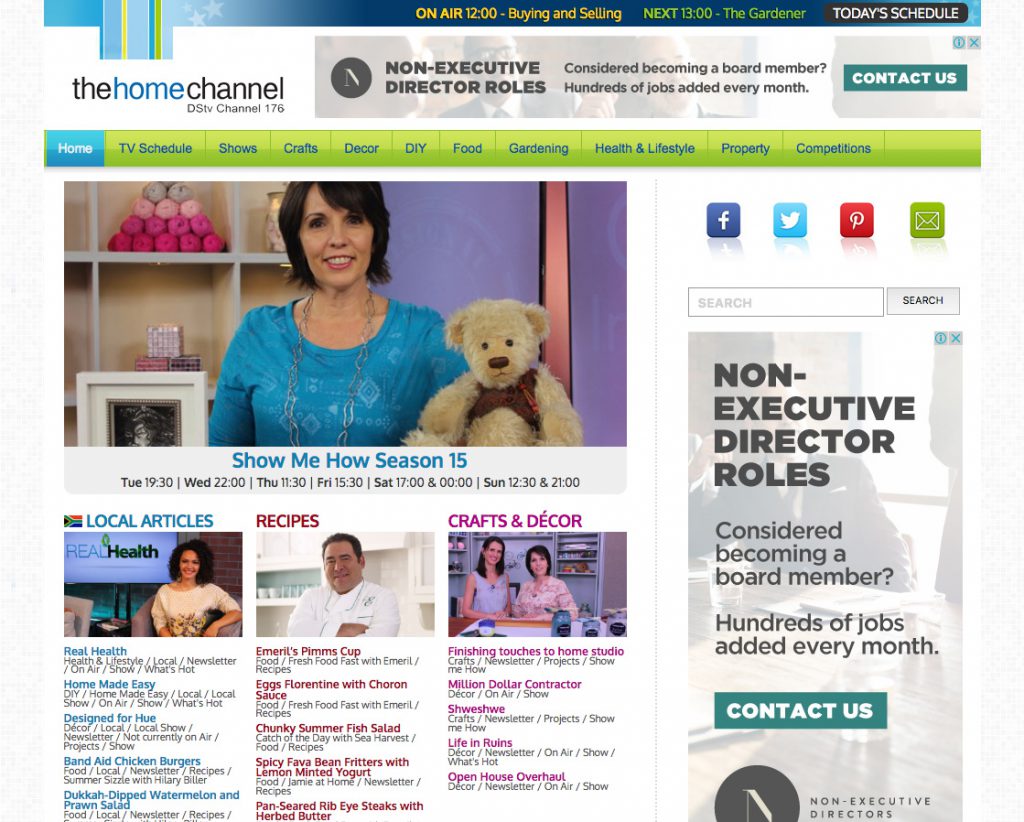 ON AIR 12:00 - Buying and Selling NEXT 13:00 - The Gardener TODAY'S SCHEDULE
thehomechannel
DStv Channel 176
N
NON-EXECUTIVE
DIRECTOR ROLES
Considered becoming a board member?
Hundreds of jobs added every month.
CONTACT US
Home TV Schedule Shows Crafts Decor DIY Food Gardening Health & Lifestyle Property Competitions
Show Me How Season 15
Tue 19:30 | Wed 22:00 | Thu 11:30 | Fri 15:30 | Sat 17:00 & 00:00 | Sun 12:30 & 21:00
SEARCH SEARCH
LOCAL ARTICLES
REAL Health
Real Health
Health & Lifestyle / Local / Newsletter
/ On Air / Show / What's Hot
Home Made Easy
DIY / Home Made Easy / Local / Local
Show / On Air / Show / What's Hot
Designed for Hue
Décor / Local / Local Show /
Newsletter / Not currently on Air /
Projects / Show
Band Aid Chicken Burgers
Food / Local / Newsletter / Recipes /
Summer Sizzle with Hilary Biller
Dukkah-Dipped Watermelon and
Prawn Salad
Food / Local / Newsletter / Recipes /
RECIPES
Emeril's Pimms Cup
Food / Fresh Food Fast with Emeril /
Recipes
Eggs Florentine with Choron
Sauce
Food / Fresh Food Fast with Emeril /
Recipes
Chunky Summer Fish Salad
Catch of the Day with Sea Harvest /
Food / Recipes
Spicy Fava Bean Fritters with
Lemon Minted Yogurt
Food / Jamie at Home / Newsletter /
Recipes
Pan-Seared Rib Eye Steaks with
Herbed Butter
CRAFTS & DÉCOR
Finishing touches to home studio
Crafts / Newsletter / Projects / Show
me How
Million Dollar Contractor
Décor / On Air / Show
Shweshwe
Crafts / Newsletter / Projects / Show
me How
Life in Ruins
Décor / Newsletter / On Air / Show /
What's Hot
Open House Overhaul
Décor / Newsletter / On Air / Show
NON-
EXECUTIVE
DIRECTOR
ROLES
Considered
becoming a
board member?
Hundreds of jobs
added every month.
CONTACT US
N
NON-EXECUTIVE
DIRECTORS